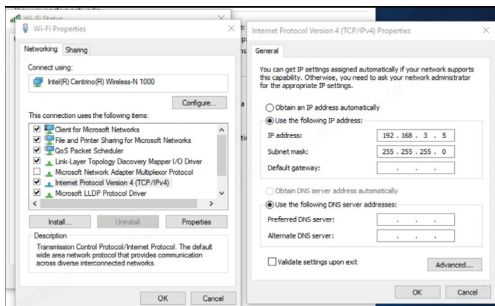 Wi-Fi Status
Wi-Fi Properties
Networking
Sharing
Connect using:
Intel(R) Centrino(R) Wireless-N 1000
Configure...
This connection uses the following items:
Client for Microsoft Networks
File and Printer Sharing for Microsoft Networks
QoS Packet Scheduler
Link-Layer Topology Discovery Mapper I/O Driver
Microsoft Network Adapter Multiplexor Protocol
Internet Protocol Version 4 (TCP/IPv4)
Microsoft LLDP Protocol Driver
Install...
Uninstall
Properties
Description
Transmission Control Protocol/Internet Protocol. The default
wide area network protocol that provides communication
across diverse interconnected networks.
OK
Cancel
Internet Protocol Version 4 (TCP/IPv4) Properties
General
You can get IP settings assigned automatically if your network supports
this capability. Otherwise, you need to ask your network administrator
for the appropriate IP settings.
Obtain an IP address automatically
Use the following IP address:
IP address: 192 . 168 . 3 . 5
Subnet mask: 255 . 255 . 255 . 0
Default gateway: . . .
Obtain DNS server address automatically
Use the following DNS server addresses:
Preferred DNS server: . . .
Alternate DNS server: . . .
Validate settings upon exit
Advanced...
OK
Cancel